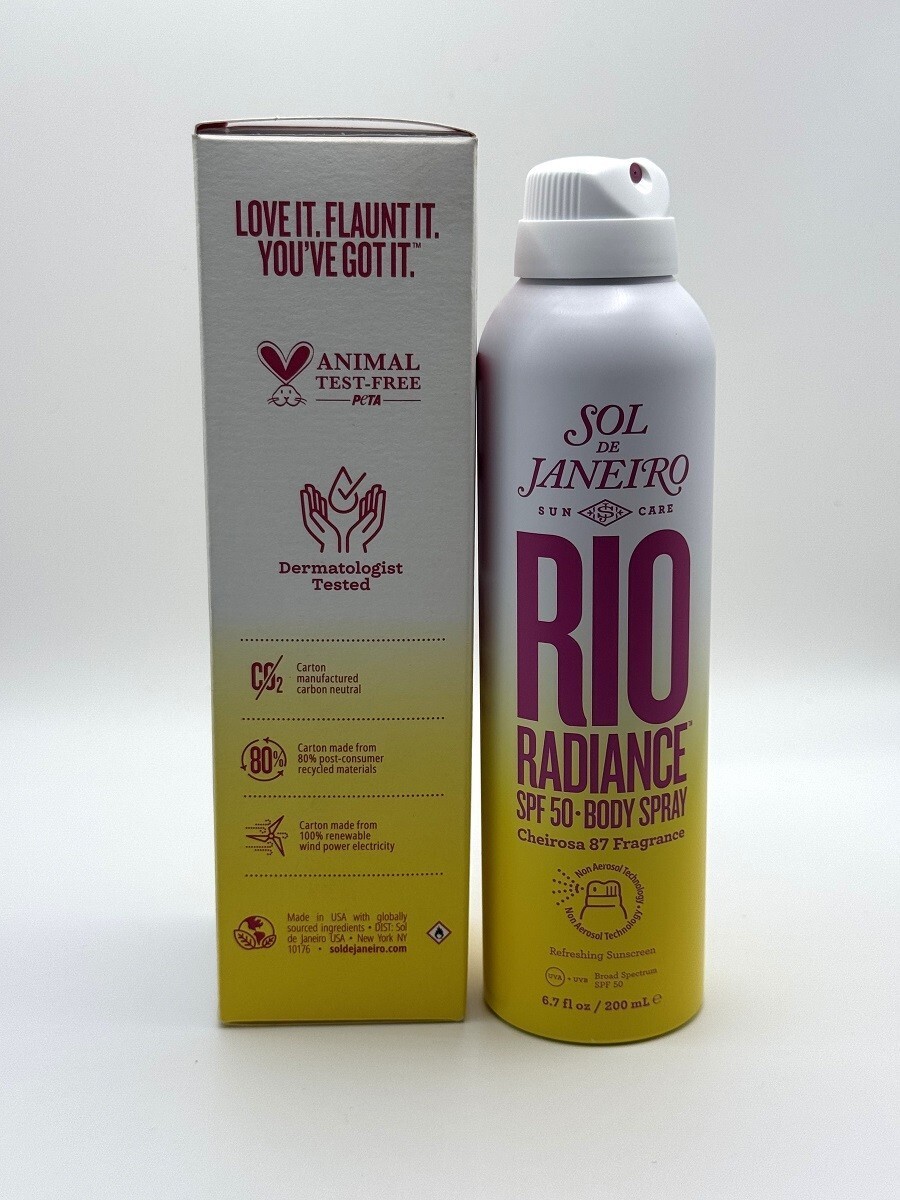 LOVE IT. FLAUNT IT.
YOU'VE GOT IT.™
ANIMAL
TEST-FREE
PETA
Dermatologist
Tested
CO2
Carton
manufactured
carbon neutral
80%
Carton made from
80% post-consumer
recycled materials
Carton made from
100% renewable
wind power electricity
Made in USA with globally
sourced ingredients • DIST: Sol
de Janeiro USA • New York NY
10176 • soldejaneiro.com
SOL
DE
JANEIRO
SUN S CARE
RIO
RADIANCE™
SPF 50 • BODY SPRAY
Cheirosa 87 Fragrance
Non Aerosol Technology •
Non Aerosol Technology •
Refreshing Sunscreen
UVA + UVB
Broad Spectrum
SPF 50
6.7 fl oz / 200 mL ℮